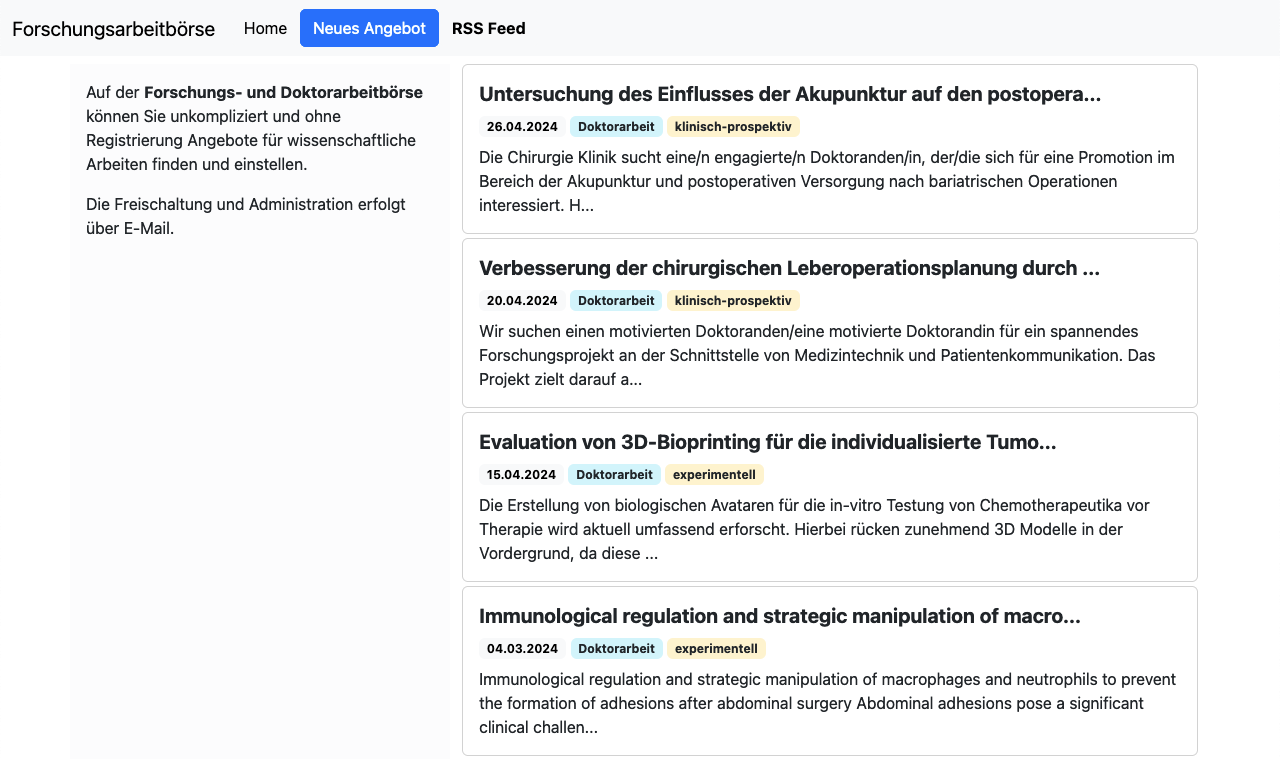 Forschungsarbeitbörse Home Neues Angebot RSS Feed
Auf der Forschungs- und Doktorarbeitbörse
können Sie unkompliziert und ohne
Registrierung Angebote für wissenschaftliche
Arbeiten finden und einstellen.
Die Freischaltung und Administration erfolgt
über E-Mail.
Untersuchung des Einflusses der Akupunktur auf den postopera...
26.04.2024 Doktorarbeit klinisch-prospektiv
Die Chirurgie Klinik sucht eine/n engagierte/n Doktoranden/in, der/die sich für eine Promotion im
Bereich der Akupunktur und postoperativen Versorgung nach bariatrischen Operationen
interessiert. H...
Verbesserung der chirurgischen Leberoperationsplanung durch ...
20.04.2024 Doktorarbeit klinisch-prospektiv
Wir suchen einen motivierten Doktoranden/eine motivierte Doktorandin für ein spannendes
Forschungsprojekt an der Schnittstelle von Medizintechnik und Patientenkommunikation. Das
Projekt zielt darauf a...
Evaluation von 3D-Bioprinting für die individualisierte Tumo...
15.04.2024 Doktorarbeit experimentell
Die Erstellung von biologischen Avataren für die in-vitro Testung von Chemotherapeutika vor
Therapie wird aktuell umfassend erforscht. Hierbei rücken zunehmend 3D Modelle in der
Vordergrund, da diese ...
Immunological regulation and strategic manipulation of macro...
04.03.2024 Doktorarbeit experimentell
Immunological regulation and strategic manipulation of macrophages and neutrophils to prevent
the formation of adhesions after abdominal surgery Abdominal adhesions pose a significant
clinical challen...